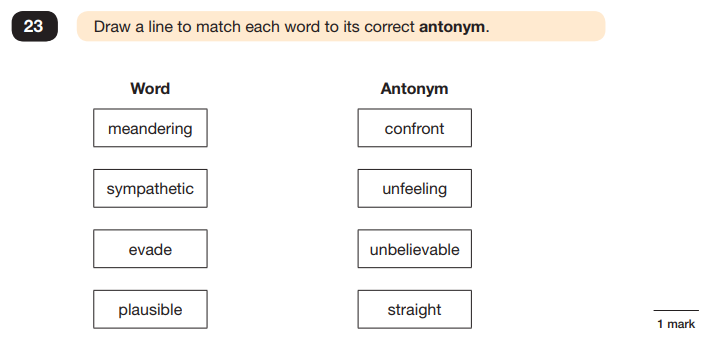 23 Draw a line to match each word to its correct antonym.
Word Antonym
meandering confront
sympathetic unfeeling
evade unbelievable
plausible straight
1 mark